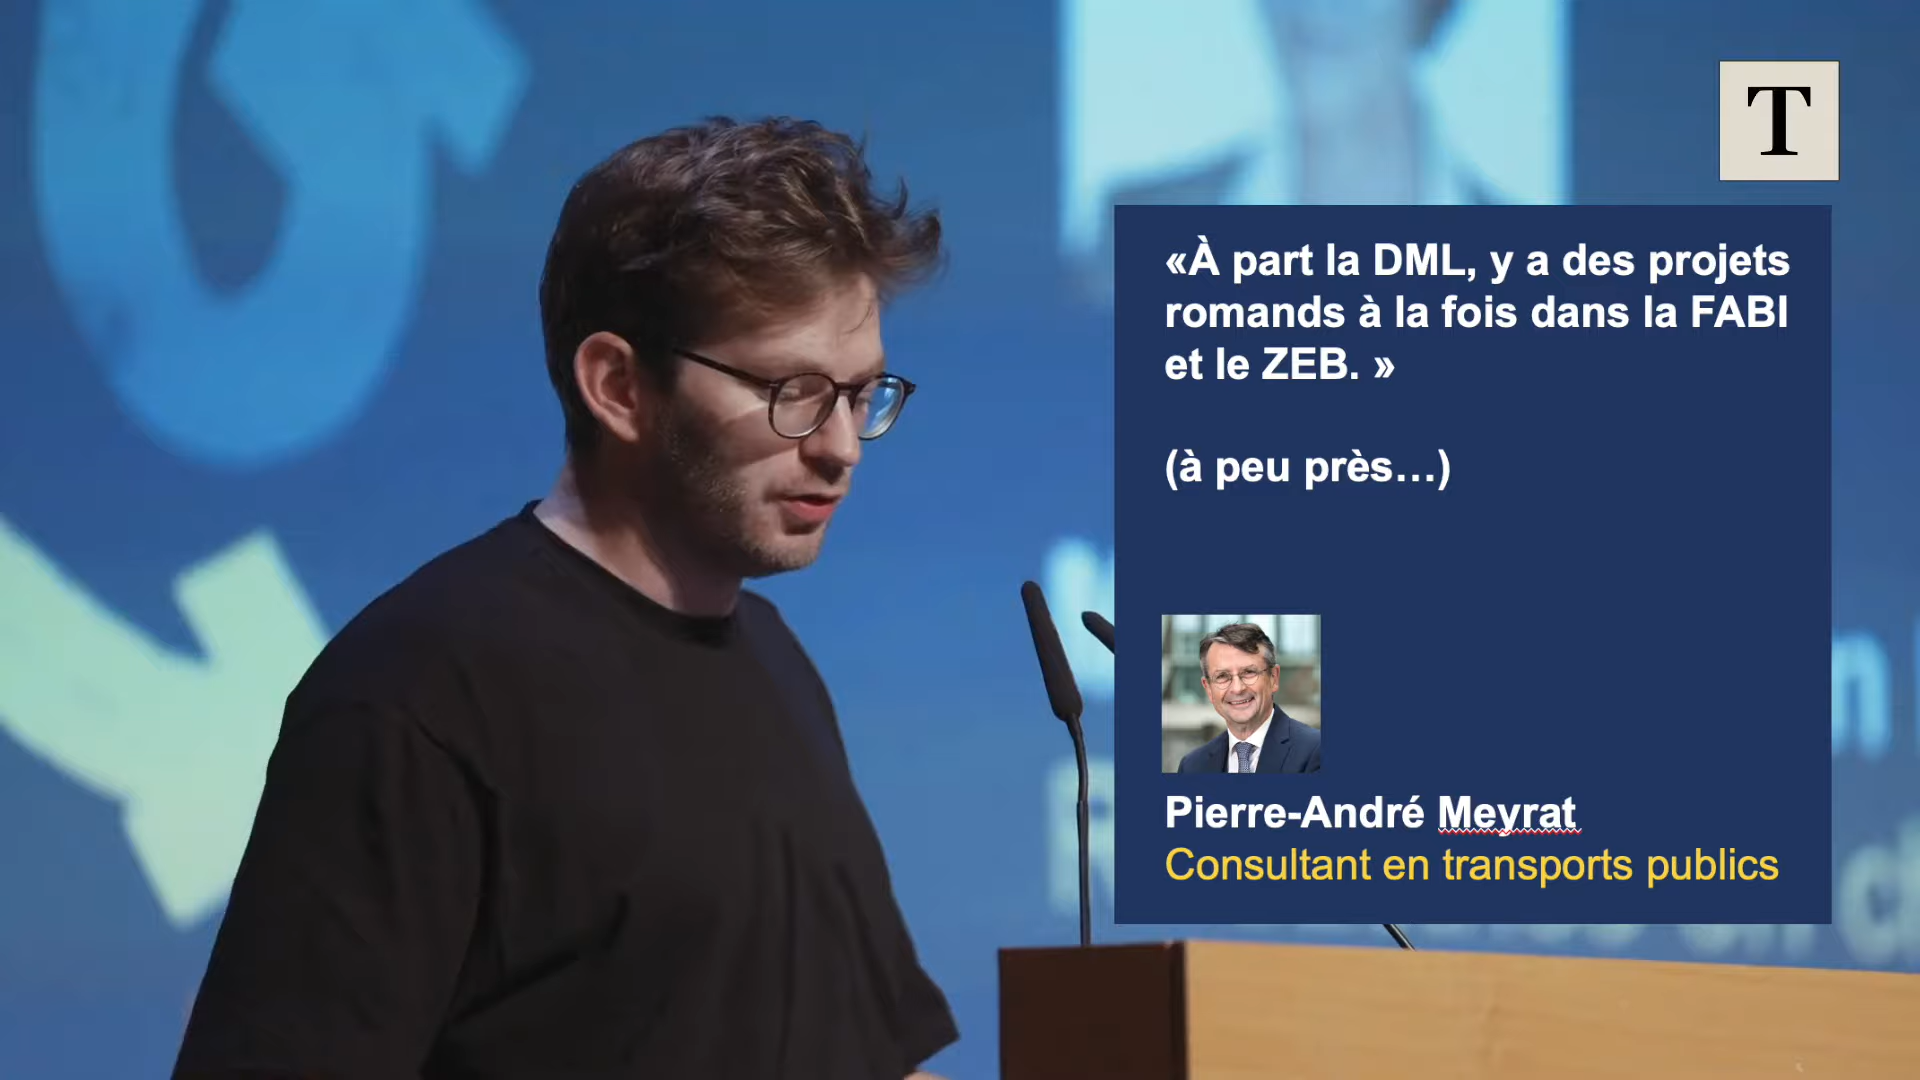 T
«À part la DML, y a des projets
romands à la fois dans la FABI
et le ZEB. »
(à peu près…)
Pierre-André Meyrat
Consultant en transports publics